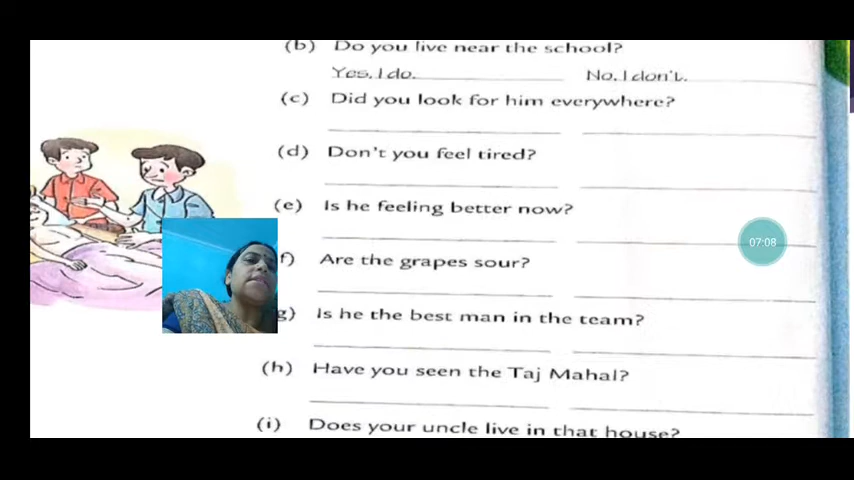 (b) Do you live near the school?
Yes, I do. No, I don't.
(c) Did you look for him everywhere?
(d) Don't you feel tired?
(e) Is he feeling better now?
07:08
f) Are the grapes sour?
g) Is he the best man in the team?
(h) Have you seen the Taj Mahal?
(i) Does your uncle live in that house?